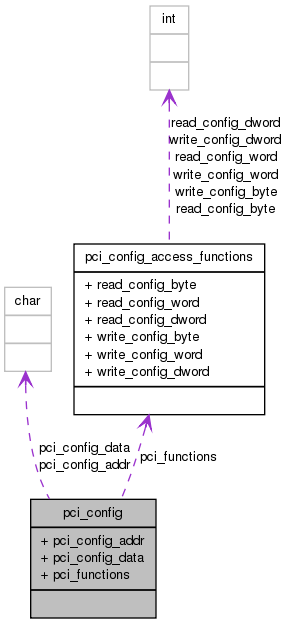 int
read_config_dword
write_config_dword
read_config_word
write_config_word
write_config_byte
read_config_byte
pci_config_access_functions
+ read_config_byte
+ read_config_word
+ read_config_dword
+ write_config_byte
+ write_config_word
+ write_config_dword
char
pci_config_data
pci_config_addr
pci_functions
pci_config
+ pci_config_addr
+ pci_config_data
+ pci_functions